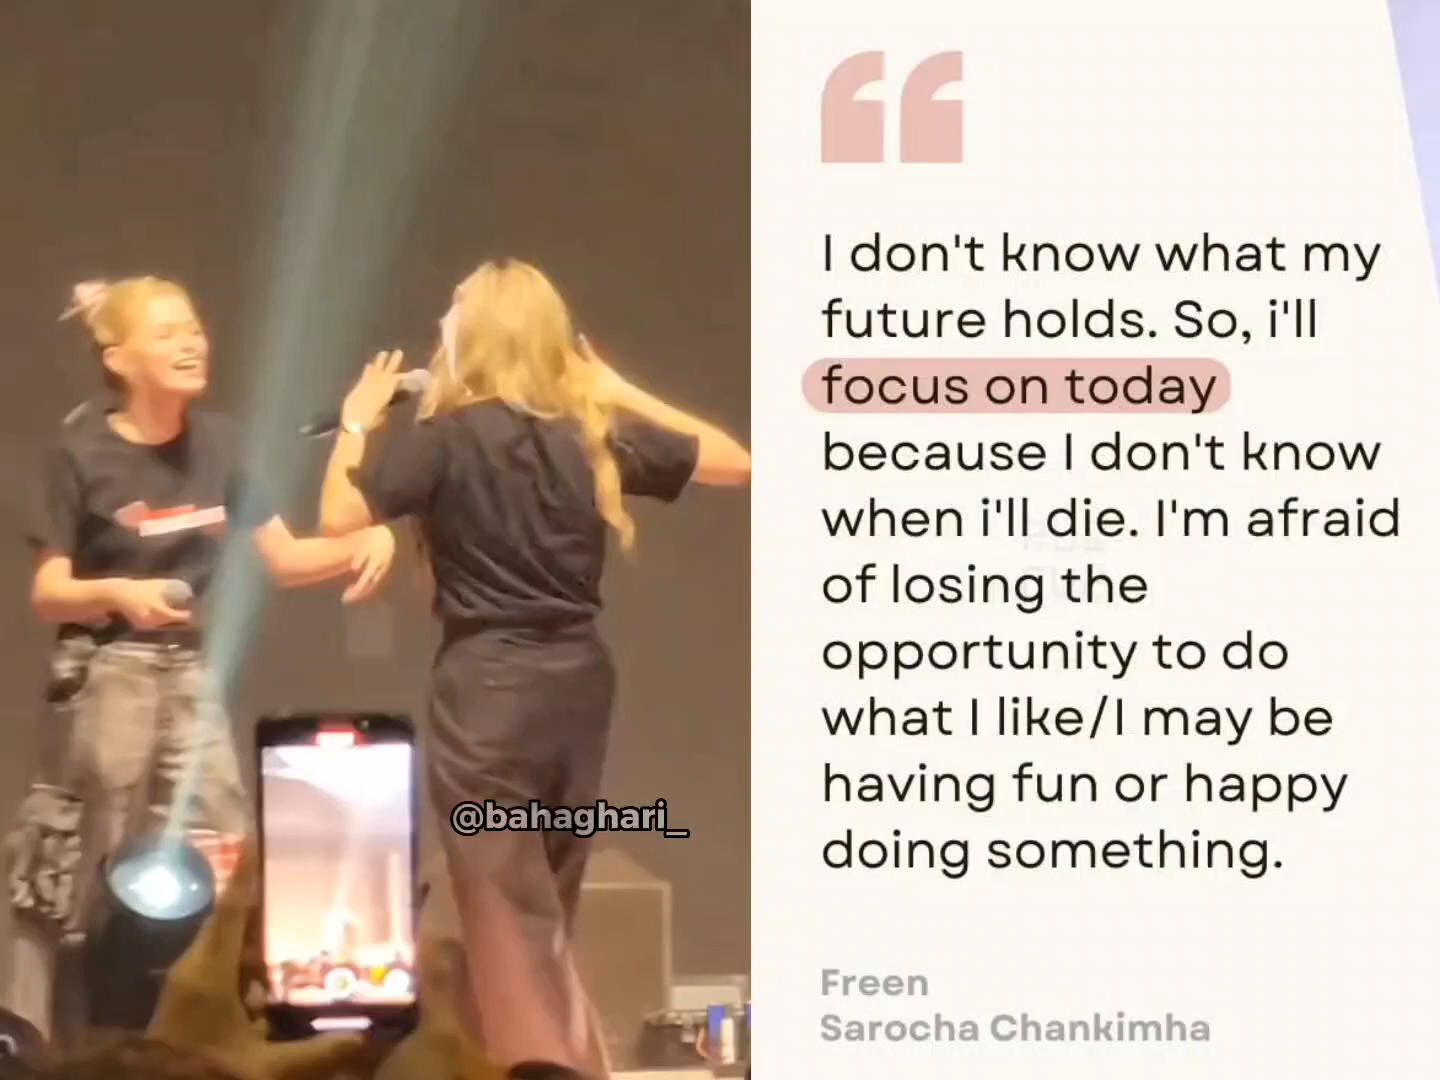 @bahaghari_
I don't know what my
future holds. So, i'll
focus on today
because I don't know
when i'll die. I'm afraid
of losing the
opportunity to do
what I like/I may be
having fun or happy
doing something.
Freen
Sarocha Chankimha